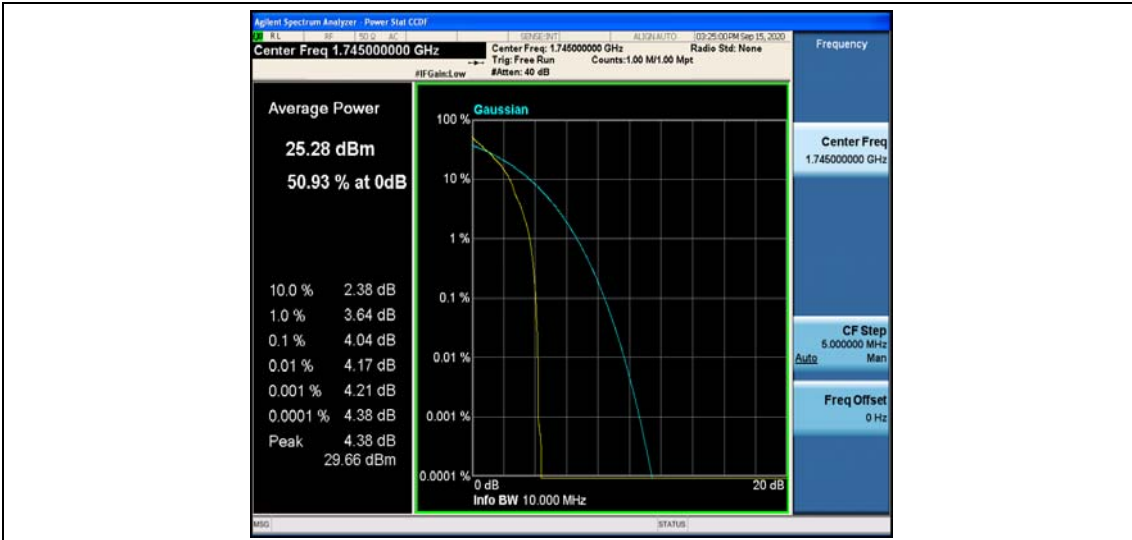 Agilent Spectrum Analyzer - Power Stat CCDF
RL RF 50 Ω AC SENSE:INT ALIGNAUTO 03:25:00 PM Sep 15, 2020
Center Freq 1.745000000 GHz
Center Freq: 1.745000000 GHz Radio Std: None
Trig: Free Run Counts:1.00 M/1.00 Mpt
#IFGain:Low #Atten: 40 dB
Frequency
Average Power
25.28 dBm
50.93 % at 0dB
10.0 % 2.38 dB
1.0 % 3.64 dB
0.1 % 4.04 dB
0.01 % 4.17 dB
0.001 % 4.21 dB
0.0001 % 4.38 dB
Peak 4.38 dB
29.66 dBm
Gaussian
100 %
10 %
1 %
0.1 %
0.01 %
0.001 %
0.0001 %
0 dB 20 dB
Info BW 10.000 MHz
Center Freq
1.745000000 GHz
CF Step
5.000000 MHz
Auto Man
Freq Offset
0 Hz
MSG STATUS